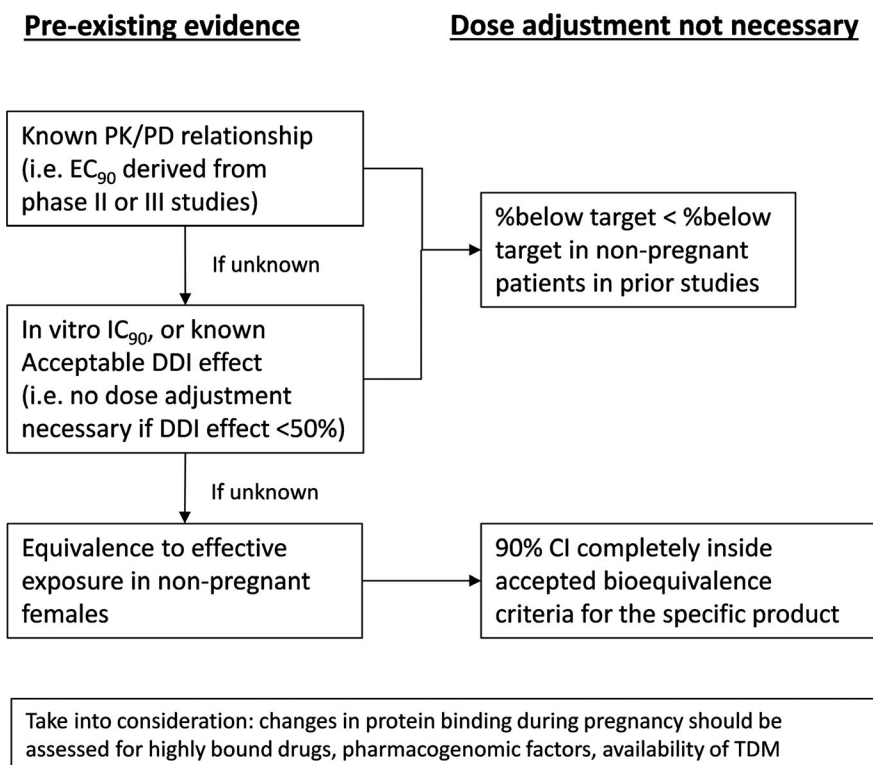 Pre-existing evidence
Dose adjustment not necessary
Known PK/PD relationship
(i.e. EC90 derived from
phase II or III studies)
%below target < %below
target in non-pregnant
patients in prior studies
If unknown
In vitro IC90, or known
Acceptable DDI effect
(i.e. no dose adjustment
necessary if DDI effect <50%)
If unknown
Equivalence to effective
exposure in non-pregnant
females
90% CI completely inside
accepted bioequivalence
criteria for the specific product
Take into consideration: changes in protein binding during pregnancy should be
assessed for highly bound drugs, pharmacogenomic factors, availability of TDM